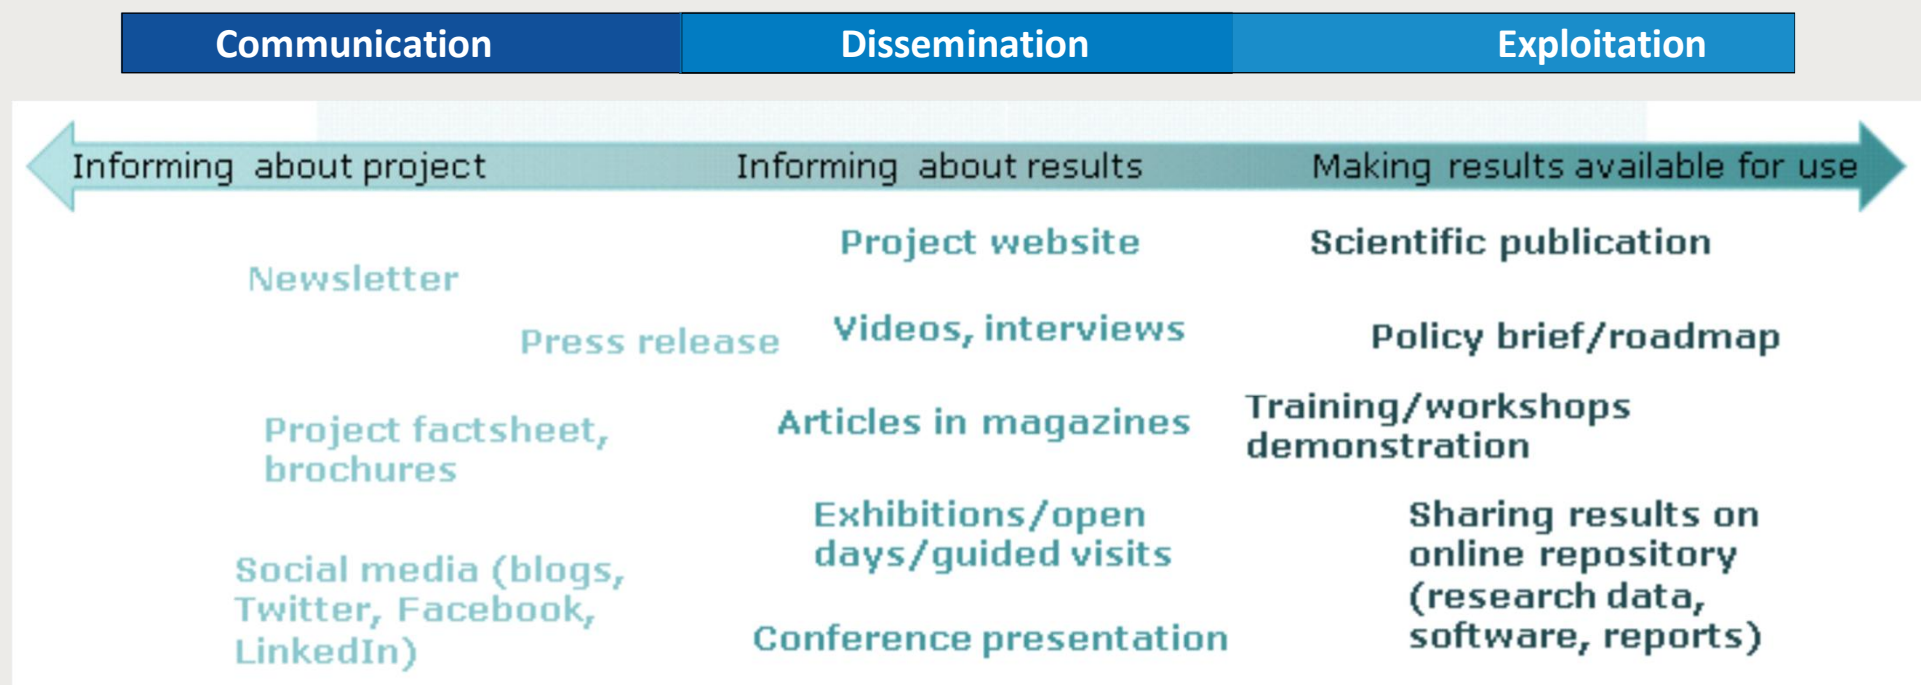 Communication
Dissemination
Exploitation
Informing about project
Informing about results
Making results available for use
Newsletter
Press release
Project factsheet,
brochures
Social media (blogs,
Twitter, Facebook,
LinkedIn)
Project website
Videos, interviews
Articles in magazines
Exhibitions/open
days/guided visits
Conference presentation
Scientific publication
Policy brief/roadmap
Training/workshops
demonstration
Sharing results on
online repository
(research data,
software, reports)